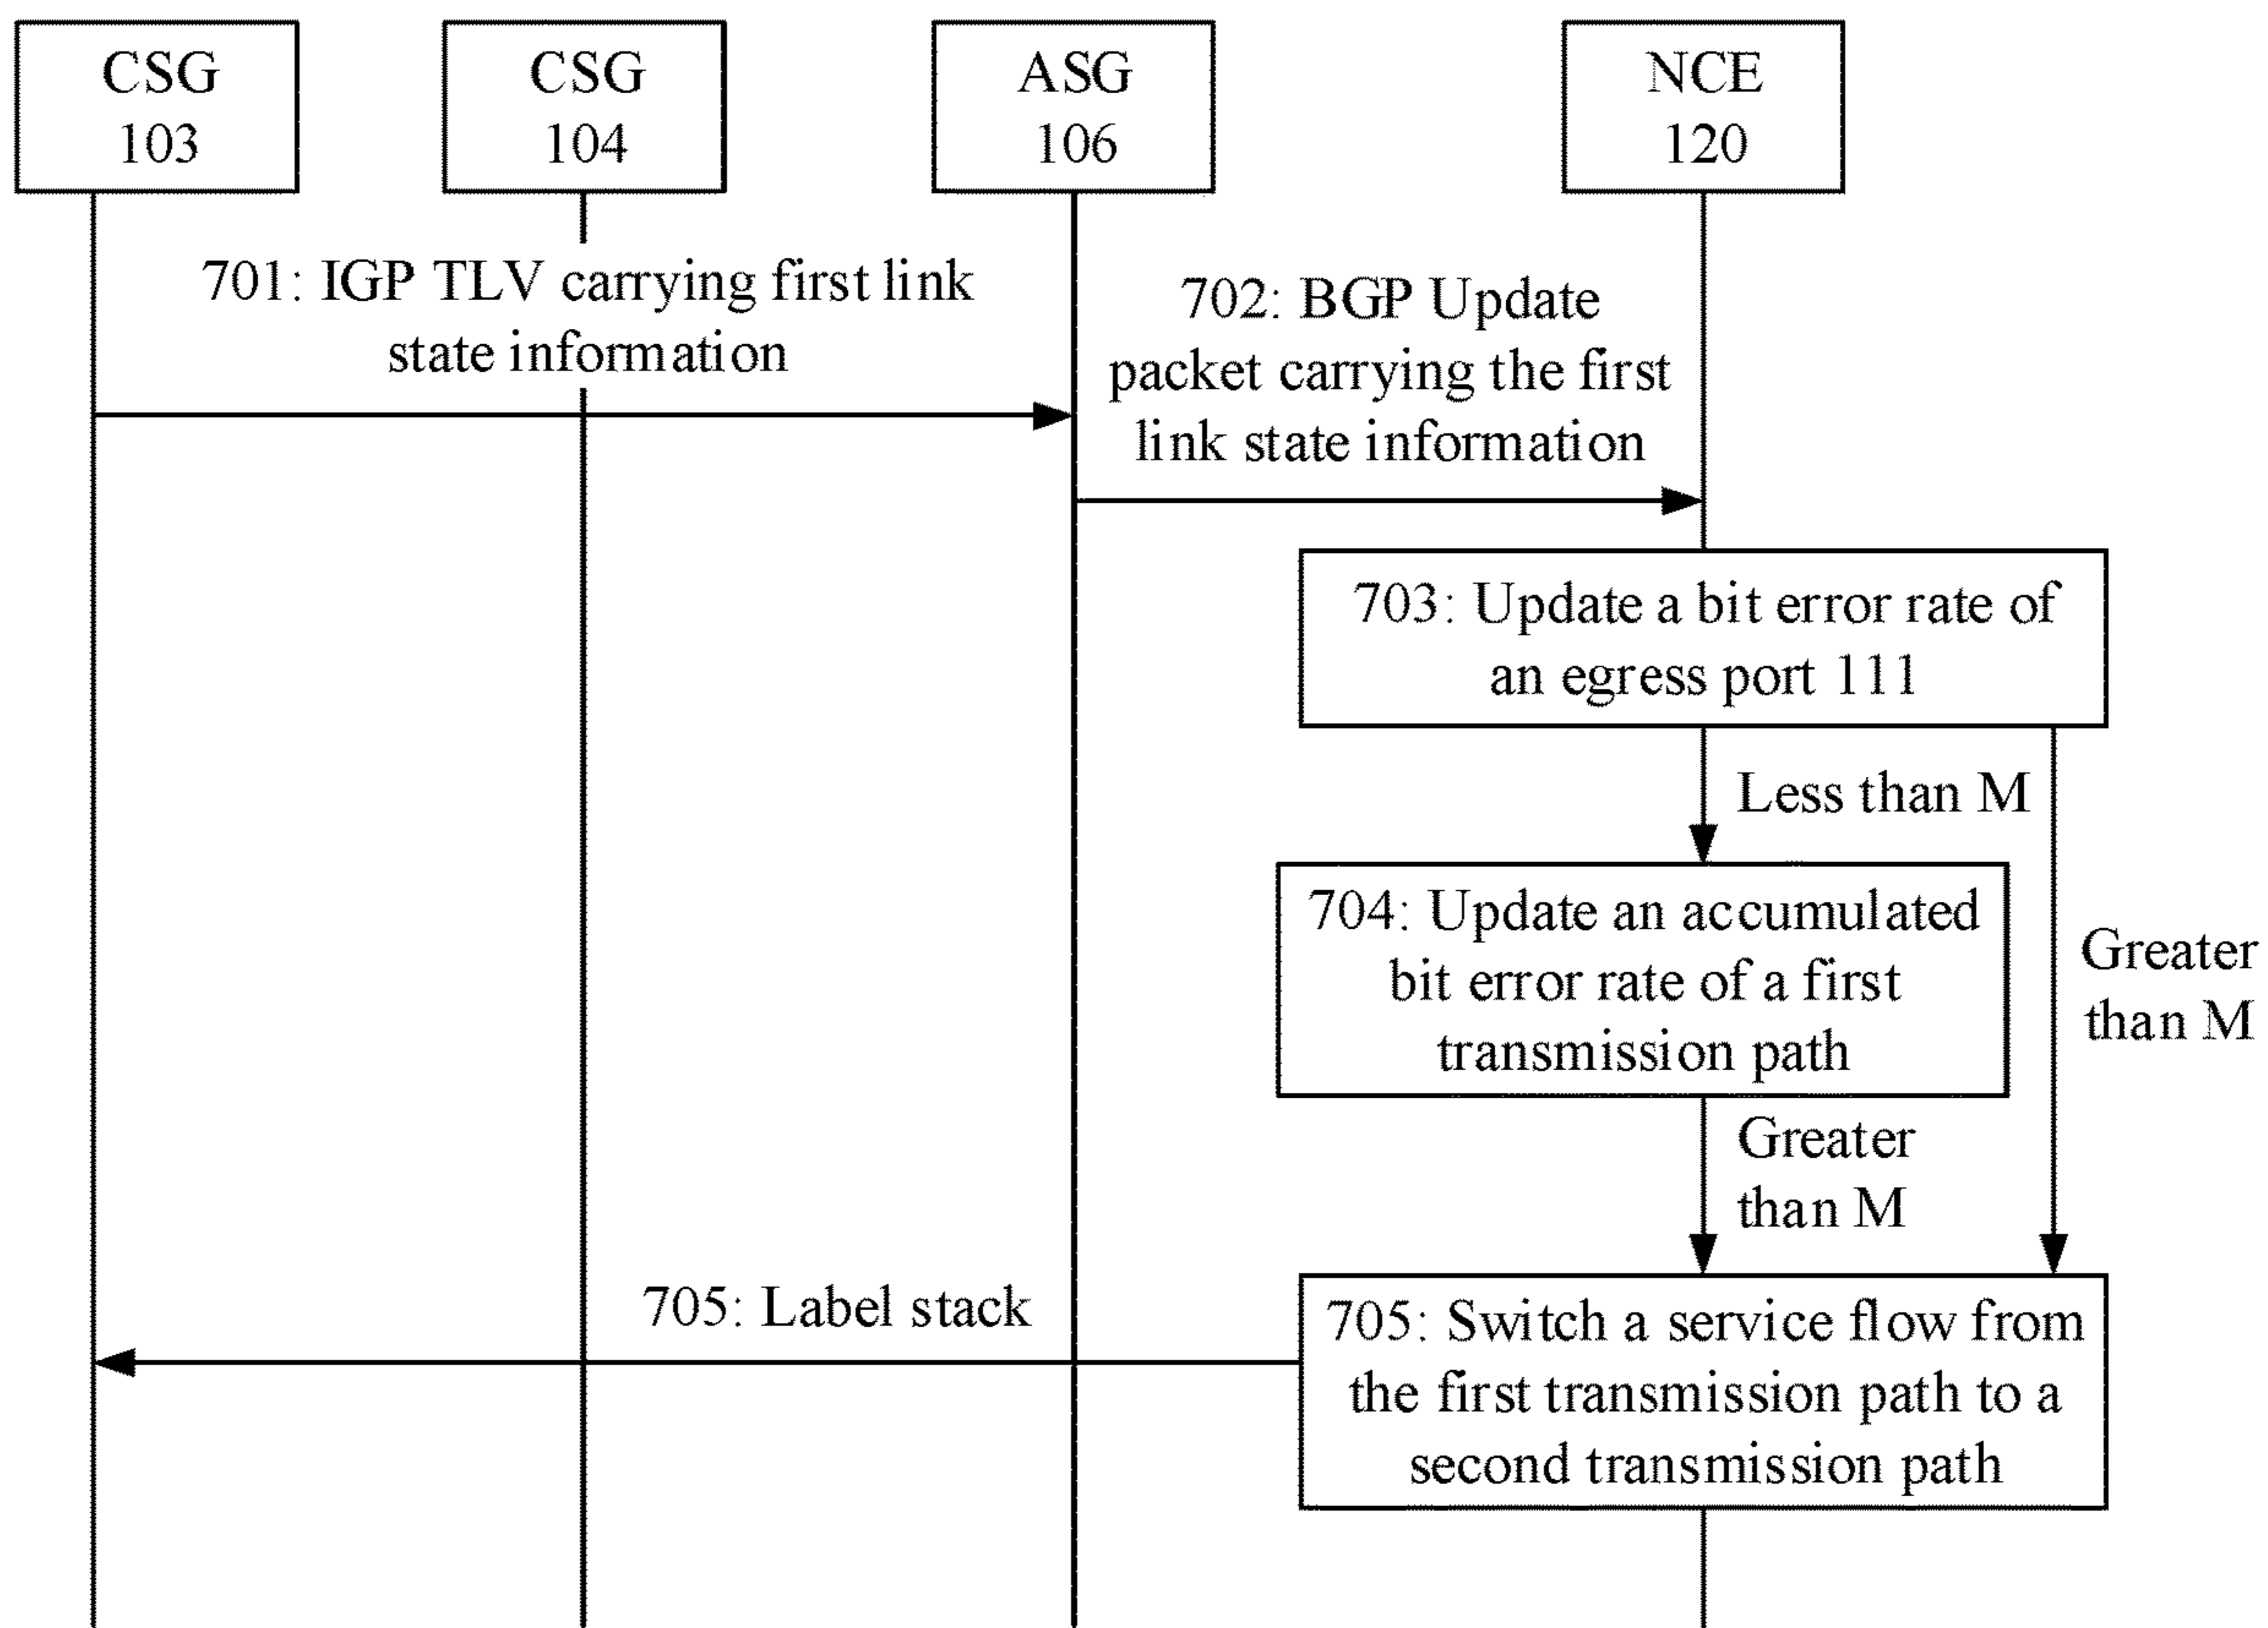 CSG
103
CSG
104
ASG
106
NCE
120
701: IGP TLV carrying first link
state information
702: BGP Update
packet carrying the first
link state information
703: Update a bit error rate of
an egress port 111
Less than M
704: Update an accumulated
bit error rate of a first
transmission path
Greater
than M
Greater
than M
705: Label stack
705: Switch a service flow from
the first transmission path to a
second transmission path